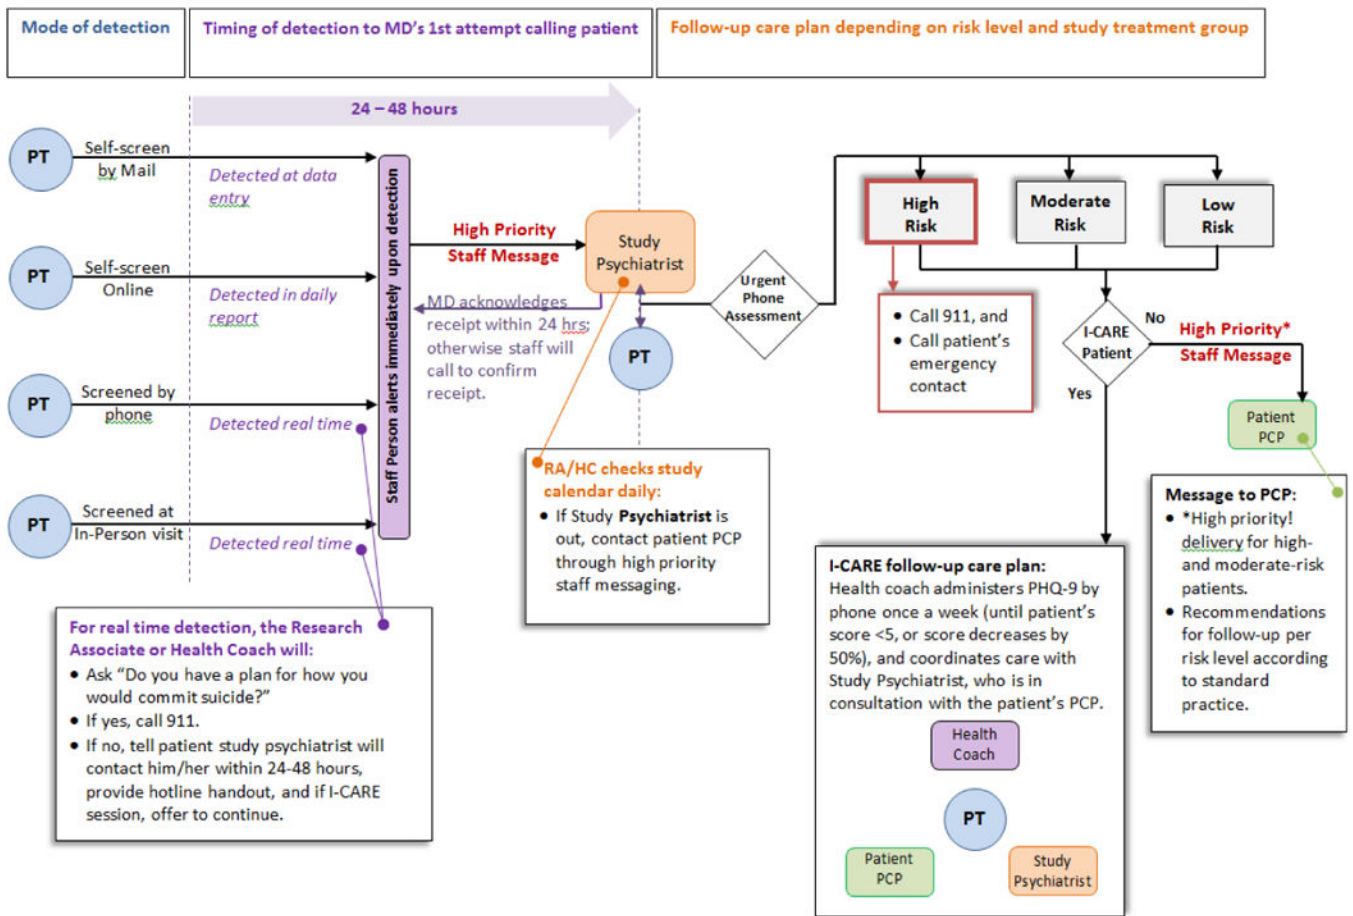 Mode of detection
Timing of detection to MD's 1st attempt calling patient
Follow-up care plan depending on risk level and study treatment group
24 – 48 hours
PT
Self-screen
by Mail
Detected at data
entry
PT
Self-screen
Online
Detected in daily
report
PT
Screened by
phone
Detected real time
PT
Screened at
In-Person visit
Detected real time
Staff Person alerts immediately upon detection
High Priority
Staff Message
MD acknowledges
receipt within 24 hrs;
otherwise staff will
call to confirm
receipt.
Study
Psychiatrist
PT
Urgent
Phone
Assessment
High
Risk
Moderate
Risk
Low
Risk
• Call 911, and
• Call patient's
emergency
contact
I-CARE
Patient
No
Yes
High Priority*
Staff Message
Patient
PCP
For real time detection, the Research
Associate or Health Coach will:
• Ask "Do you have a plan for how you
would commit suicide?"
• If yes, call 911.
• If no, tell patient study psychiatrist will
contact him/her within 24-48 hours,
provide hotline handout, and if I-CARE
session, offer to continue.
RA/HC checks study
calendar daily:
• If Study Psychiatrist is
out, contact patient PCP
through high priority
staff messaging.
I-CARE follow-up care plan:
Health coach administers PHQ-9 by
phone once a week (until patient's
score <5, or score decreases by
50%), and coordinates care with
Study Psychiatrist, who is in
consultation with the patient's PCP.
Health
Coach
PT
Patient
PCP
Study
Psychiatrist
Message to PCP:
• *High priority!
delivery for high-
and moderate-risk
patients.
• Recommendations
for follow-up per
risk level according
to standard
practice.